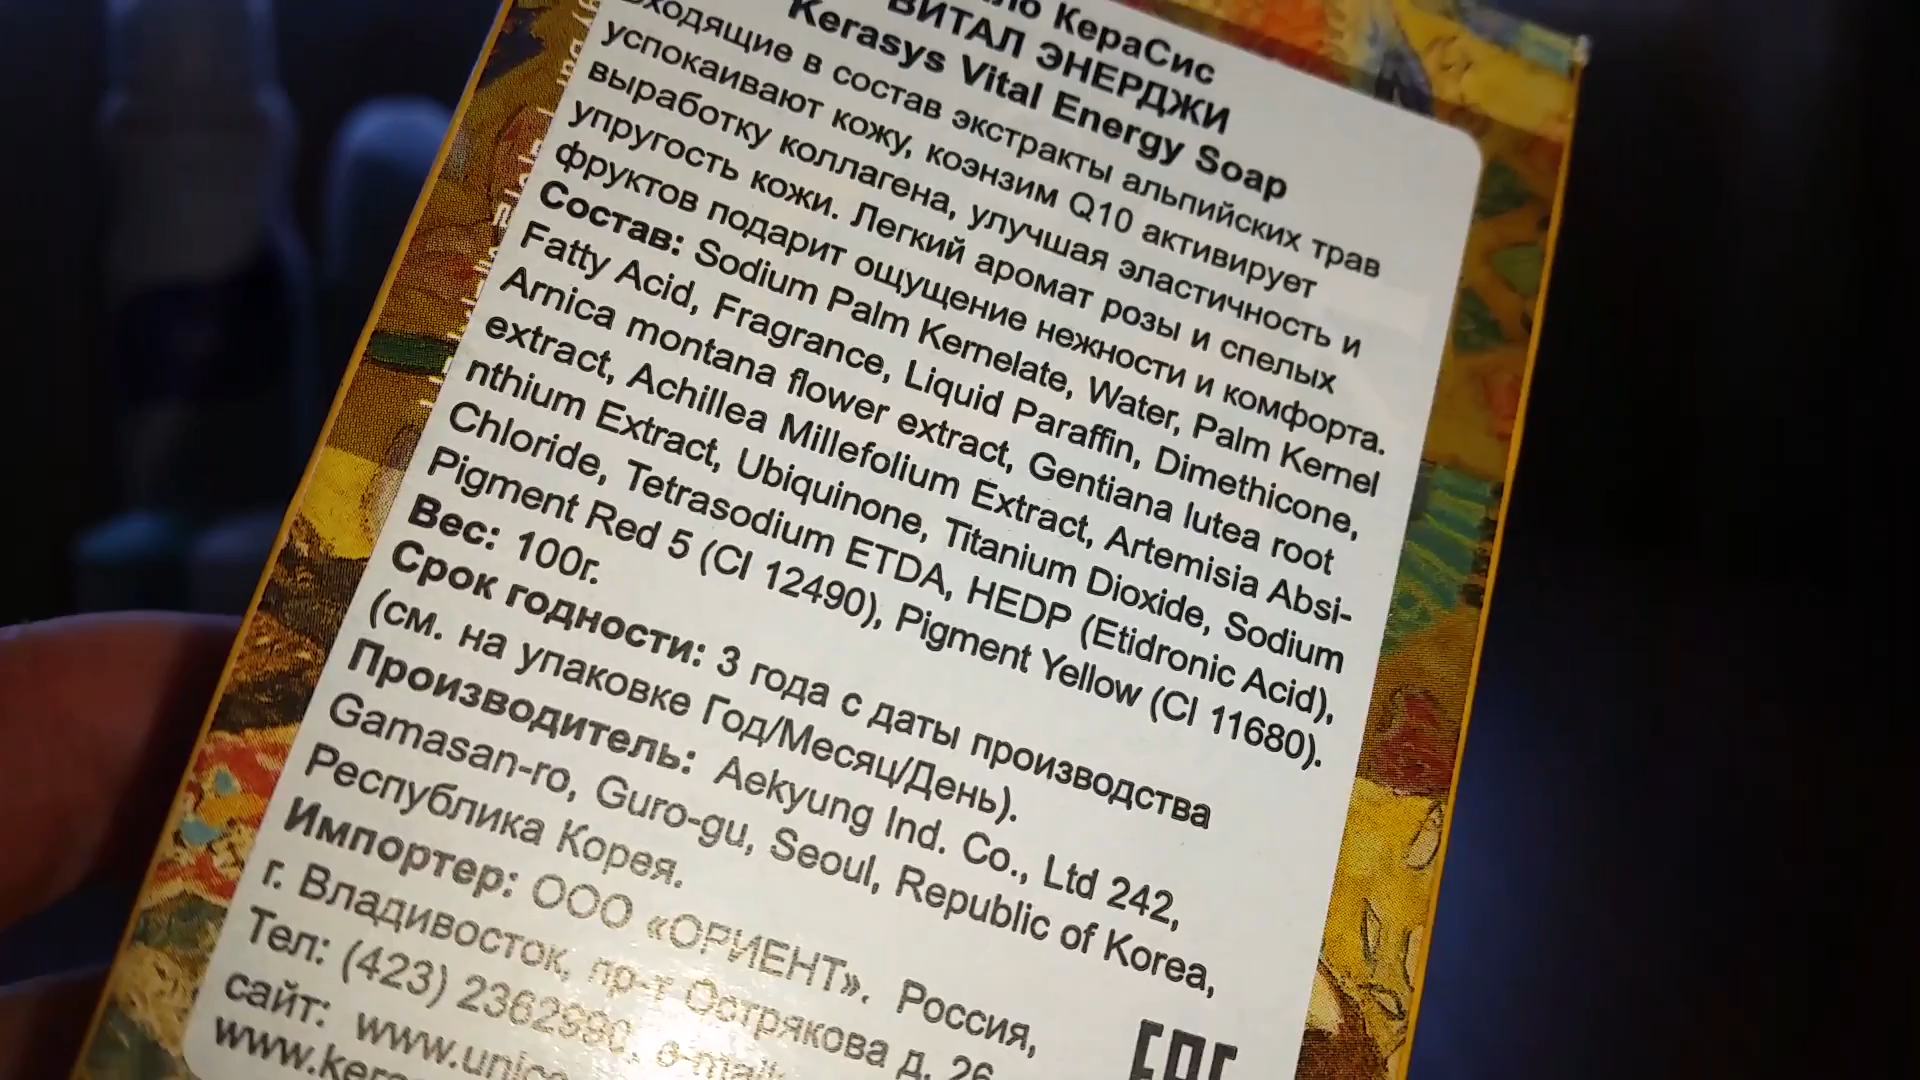 КераСис
ВИТАЛ ЭНЕРДЖИ
Kerasys Vital Energy Soap
Входящие в состав экстракты альпийских трав
успокаивают кожу, коэнзим Q10 активирует
выработку коллагена, улучшая эластичность и
упругость кожи. Легкий аромат розы и спелых
фруктов подарит ощущение нежности и комфорта.
Состав: Sodium Palm Kernelate, Water, Palm Kernel
Fatty Acid, Fragrance, Liquid Paraffin, Dimethicone,
Arnica montana flower extract, Gentiana lutea root
extract, Achillea Millefolium Extract, Artemisia Absi-
nthium Extract, Ubiquinone, Titanium Dioxide, Sodium
Chloride, Tetrasodium ETDA, HEDP (Etidronic Acid),
Pigment Red 5 (CI 12490), Pigment Yellow (CI 11680).
Вес: 100г.
Срок годности: 3 года с даты производства
(см. на упаковке Год/Месяц/День).
Производитель: Aekyung Ind. Co., Ltd 242,
Gamasan-ro, Guro-gu, Seoul, Republic of Korea,
Республика Корея.
Импортер: ООО «ОРИЕНТ». Россия,
г. Владивосток, пр-т Острякова д. 26
Тел: (423) 2362990, e-mail:
сайт: www.unico
www.kera
EAC